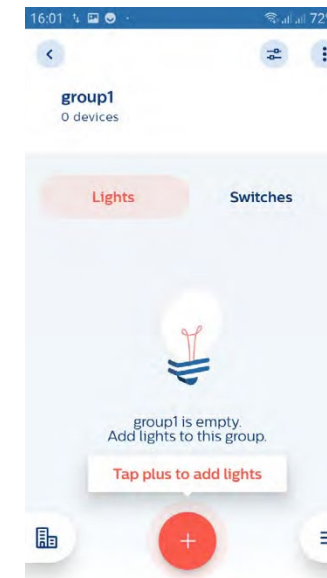 16:01 72%
group1
0 devices
Lights Switches
group1 is empty.
Add lights to this group.
Tap plus to add lights